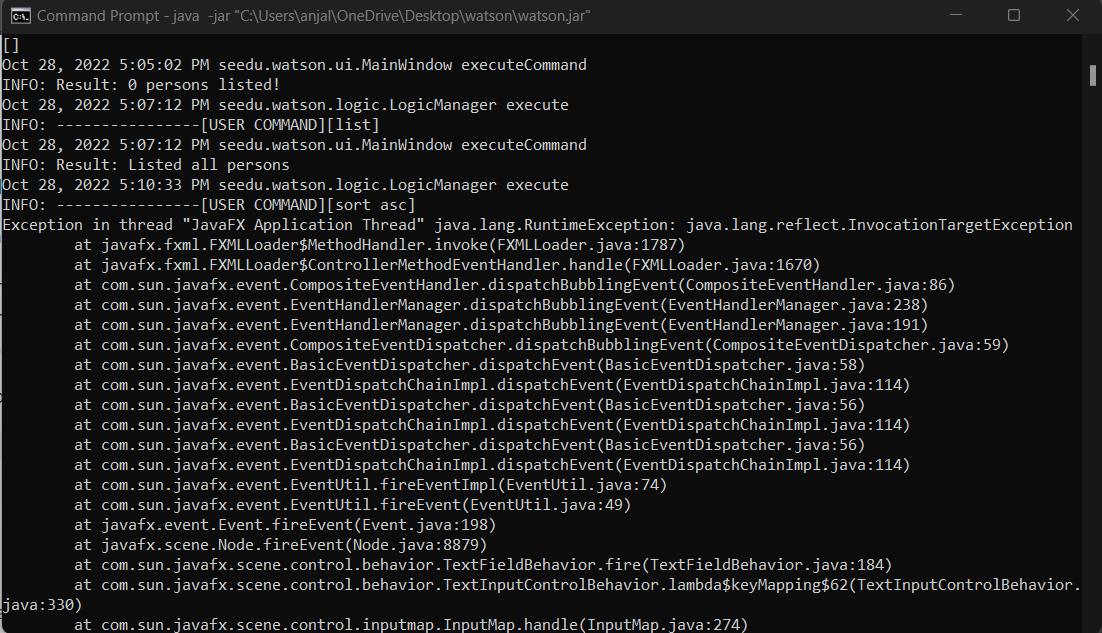 Command Prompt - java -jar "C:\Users\anjal\OneDrive\Desktop\watson\watson.jar"
[]
Oct 28, 2022 5:05:02 PM seedu.watson.ui.MainWindow executeCommand
INFO: Result: 0 persons listed!
Oct 28, 2022 5:07:12 PM seedu.watson.logic.LogicManager execute
INFO: ----------------[USER COMMAND][list]
Oct 28, 2022 5:07:12 PM seedu.watson.ui.MainWindow executeCommand
INFO: Result: Listed all persons
Oct 28, 2022 5:10:33 PM seedu.watson.logic.LogicManager execute
INFO: ----------------[USER COMMAND][sort asc]
Exception in thread "JavaFX Application Thread" java.lang.RuntimeException: java.lang.reflect.InvocationTargetException
at javafx.fxml.FXMLLoader$MethodHandler.invoke(FXMLLoader.java:1787)
at javafx.fxml.FXMLLoader$ControllerMethodEventHandler.handle(FXMLLoader.java:1670)
at com.sun.javafx.event.CompositeEventHandler.dispatchBubblingEvent(CompositeEventHandler.java:86)
at com.sun.javafx.event.EventHandlerManager.dispatchBubblingEvent(EventHandlerManager.java:238)
at com.sun.javafx.event.EventHandlerManager.dispatchBubblingEvent(EventHandlerManager.java:191)
at com.sun.javafx.event.CompositeEventDispatcher.dispatchBubblingEvent(CompositeEventDispatcher.java:59)
at com.sun.javafx.event.BasicEventDispatcher.dispatchEvent(BasicEventDispatcher.java:58)
at com.sun.javafx.event.EventDispatchChainImpl.dispatchEvent(EventDispatchChainImpl.java:114)
at com.sun.javafx.event.BasicEventDispatcher.dispatchEvent(BasicEventDispatcher.java:56)
at com.sun.javafx.event.EventDispatchChainImpl.dispatchEvent(EventDispatchChainImpl.java:114)
at com.sun.javafx.event.BasicEventDispatcher.dispatchEvent(BasicEventDispatcher.java:56)
at com.sun.javafx.event.EventDispatchChainImpl.dispatchEvent(EventDispatchChainImpl.java:114)
at com.sun.javafx.event.EventUtil.fireEventImpl(EventUtil.java:74)
at com.sun.javafx.event.EventUtil.fireEvent(EventUtil.java:49)
at javafx.event.Event.fireEvent(Event.java:198)
at javafx.scene.Node.fireEvent(Node.java:8879)
at com.sun.javafx.scene.control.behavior.TextFieldBehavior.fire(TextFieldBehavior.java:184)
at com.sun.javafx.scene.control.behavior.TextInputControlBehavior.lambda$keyMapping$62(TextInputControlBehavior.
java:330)
at com.sun.javafx.scene.control.inputmap.InputMap.handle(InputMap.java:274)